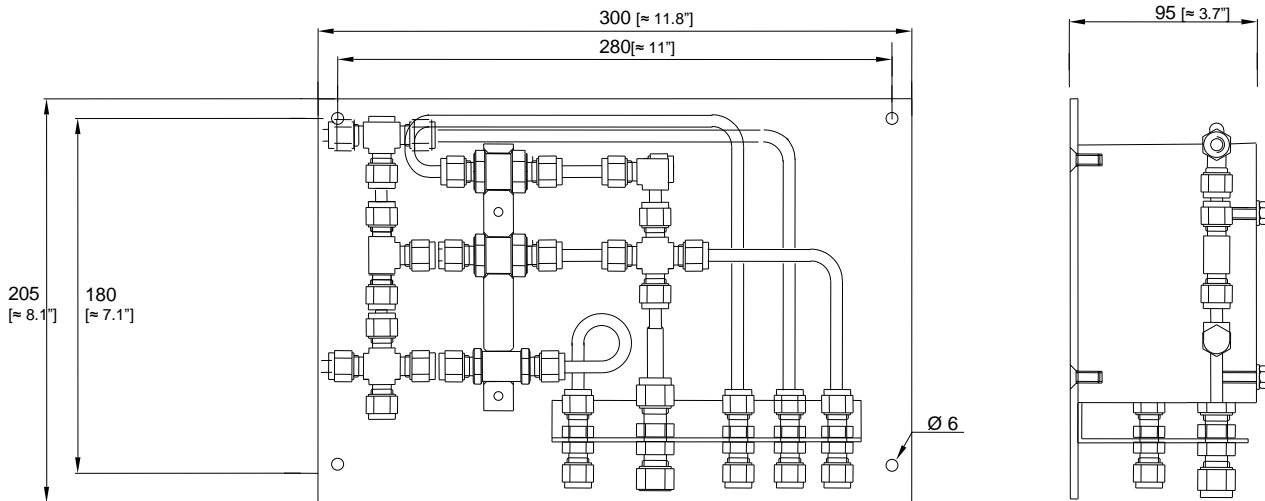 300 [≈ 11.8”]
95 [≈ 3.7”]
280[≈ 11”]
205
[≈ 8.1”]
180
[≈ 7.1”]
Ø 6